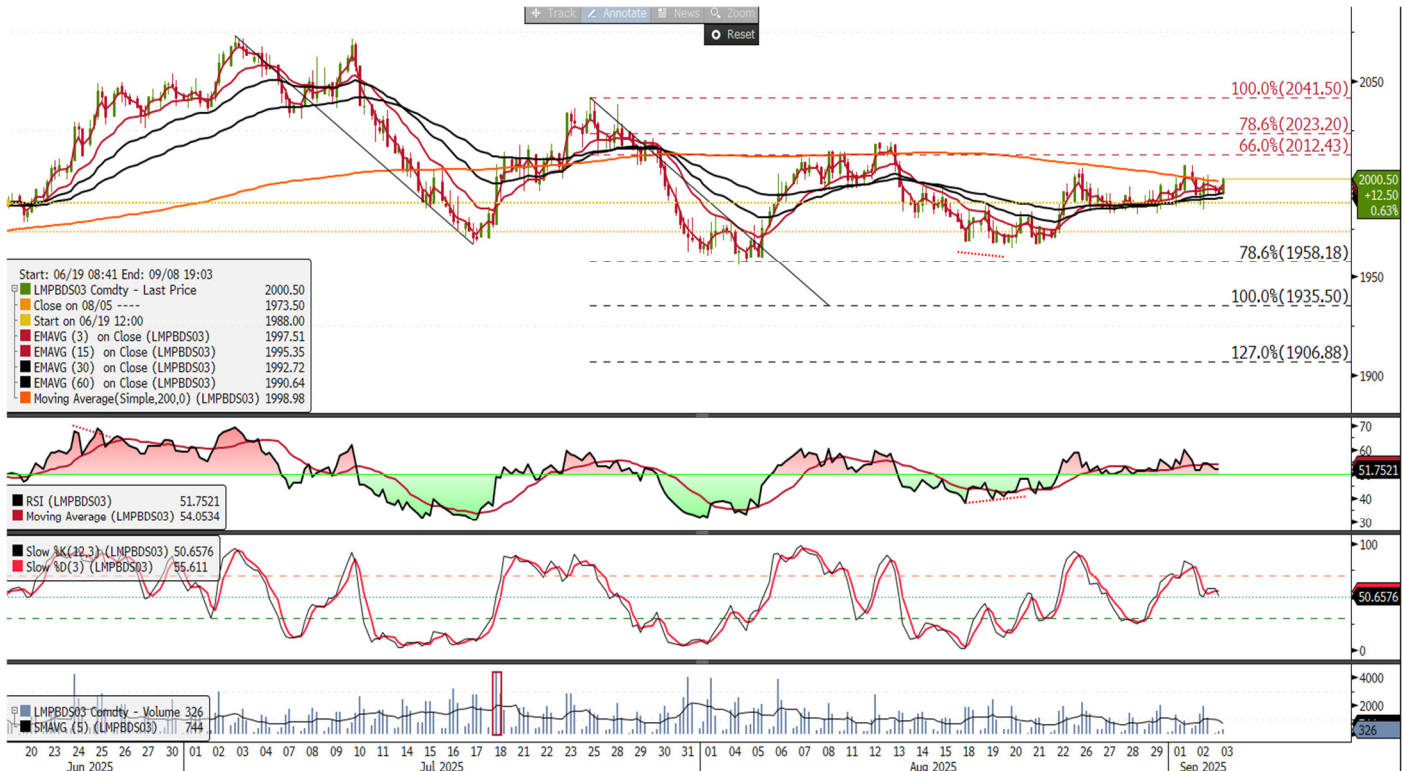 Track Annotate News Zoom
Reset
2050
100.0%(2041.50)
78.6%(2023.20)
66.0%(2012.43)
2000.50
+12.50
0.63%
78.6%(1958.18)
1950
100.0%(1935.50)
127.0%(1906.88)
1900
Start: 06/19 08:41 End: 09/08 19:03
LMPBDS03 Comdty - Last Price 2000.50
Close on 08/05 ---- 1973.50
Start on 06/19 12:00 1988.00
EMAVG (3) on Close (LMPBDS03) 1997.51
EMAVG (15) on Close (LMPBDS03) 1995.35
EMAVG (30) on Close (LMPBDS03) 1992.72
EMAVG (60) on Close (LMPBDS03) 1990.64
Moving Average(Simple,200,0) (LMPBDS03) 1998.98
70
60
51.7521
40
30
RSI (LMPBDS03) 51.7521
Moving Average (LMPBDS03) 54.0534
Slow %K(12,3) (LMPBDS03) 50.6576
Slow %D(3) (LMPBDS03) 55.611
100
50.6576
0
LMPBDS03 Comdty - Volume 326
SMAVG (5) (LMPBDS03) 744
4000
2000
326
20 23 24 25 26 27 30 02 03 04 07 08 09 10 14 15 16 17 18 21 22 23 25 28 29 30 31 01 04 05 06 07 08 11 12 13 14 15 18 19 20 21 22 26 27 28 29 01 02 03
Jun 2025 Jul 2025 Aug 2025 Sep 2025